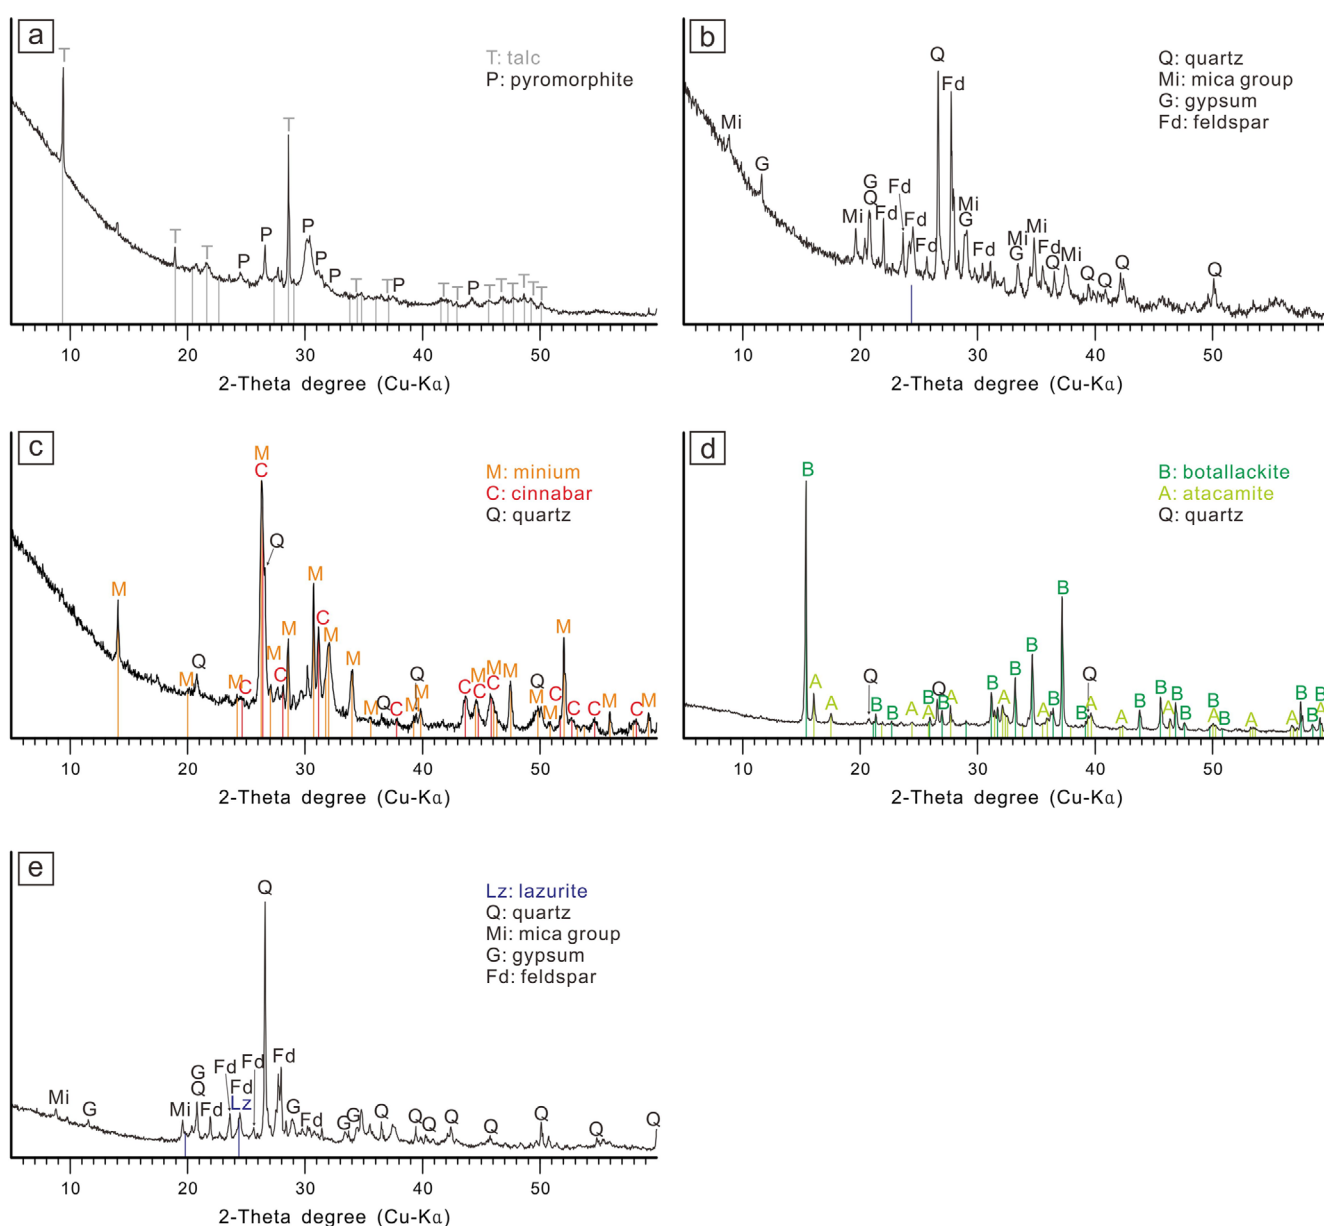 a
T: talc
P: pyromorphite
T
T
T
P
P
T
P
P
P
T
T
P
T
T
P
T
T
T
T
T
T
10
20
30
40
50
2-Theta degree (Cu-Kα)
b
Q: quartz
Mi: mica group
G: gypsum
Fd: feldspar
Mi
G
Mi
G
Q
Fd
Fd
Fd
Fd
Q
Fd
Mi
G
Fd
Mi
G
Mi
Fd
Q
Mi
Q
Q
Q
Q
10
20
30
40
50
2-Theta degree (Cu-Kα)
c
M: minium
C: cinnabar
Q: quartz
M
M
Q
M
C
M
C
Q
M
C
M
M
C
M
M
M
Q
C
Q
M
M
C
M
C
M
C
M
Q
M
C
M
C
C
M
C
M
10
20
30
40
50
2-Theta degree (Cu-Kα)
d
B: botallackite
A: atacamite
Q: quartz
B
A
A
Q
B
B
A
A
Q
B
A
B
A
B
B
A
B
B
B
Q
A
A
B
B
A
B
B
B
A
B
A
A
B
B
B
A
10
20
30
40
50
2-Theta degree (Cu-Kα)
e
Lz: lazurite
Q: quartz
Mi: mica group
G: gypsum
Fd: feldspar
Mi
G
Mi
G
Q
Fd
Fd
Fd
Lz
Fd
Q
Fd
G
Fd
G
G
Q
Q
Q
Q
Q
Q
Q
Q
10
20
30
40
50
2-Theta degree (Cu-Kα)